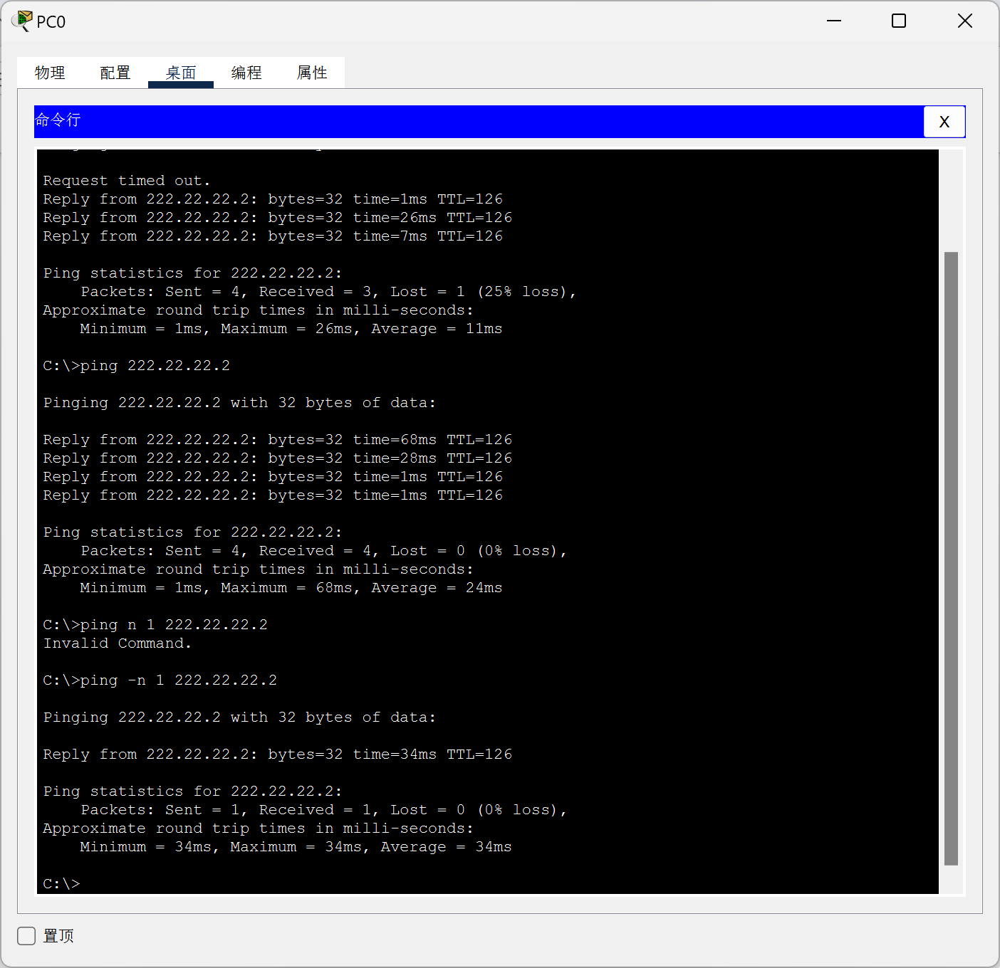 PC0
物理 配置 桌面 编程 属性
命令行
X
Request timed out.
Reply from 222.22.22.2: bytes=32 time=1ms TTL=126
Reply from 222.22.22.2: bytes=32 time=26ms TTL=126
Reply from 222.22.22.2: bytes=32 time=7ms TTL=126
Ping statistics for 222.22.22.2:
    Packets: Sent = 4, Received = 3, Lost = 1 (25% loss),
Approximate round trip times in milli-seconds:
    Minimum = 1ms, Maximum = 26ms, Average = 11ms
C:\>ping 222.22.22.2
Pinging 222.22.22.2 with 32 bytes of data:
Reply from 222.22.22.2: bytes=32 time=68ms TTL=126
Reply from 222.22.22.2: bytes=32 time=28ms TTL=126
Reply from 222.22.22.2: bytes=32 time=1ms TTL=126
Reply from 222.22.22.2: bytes=32 time=1ms TTL=126
Ping statistics for 222.22.22.2:
    Packets: Sent = 4, Received = 4, Lost = 0 (0% loss),
Approximate round trip times in milli-seconds:
    Minimum = 1ms, Maximum = 68ms, Average = 24ms
C:\>ping n 1 222.22.22.2
Invalid Command.
C:\>ping -n 1 222.22.22.2
Pinging 222.22.22.2 with 32 bytes of data:
Reply from 222.22.22.2: bytes=32 time=34ms TTL=126
Ping statistics for 222.22.22.2:
    Packets: Sent = 1, Received = 1, Lost = 0 (0% loss),
Approximate round trip times in milli-seconds:
    Minimum = 34ms, Maximum = 34ms, Average = 34ms
C:\>
置顶